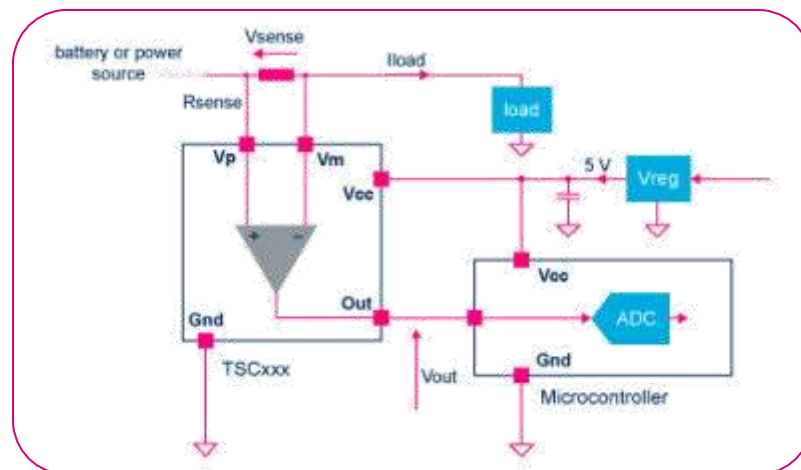 Vsense
battery or power
source
Iload
Rsense
load
Vp
Vm
Vcc
5 V
Vreg
+
−
Vcc
Out
ADC
Gnd
TSCxxx
Vout
Gnd
Microcontroller